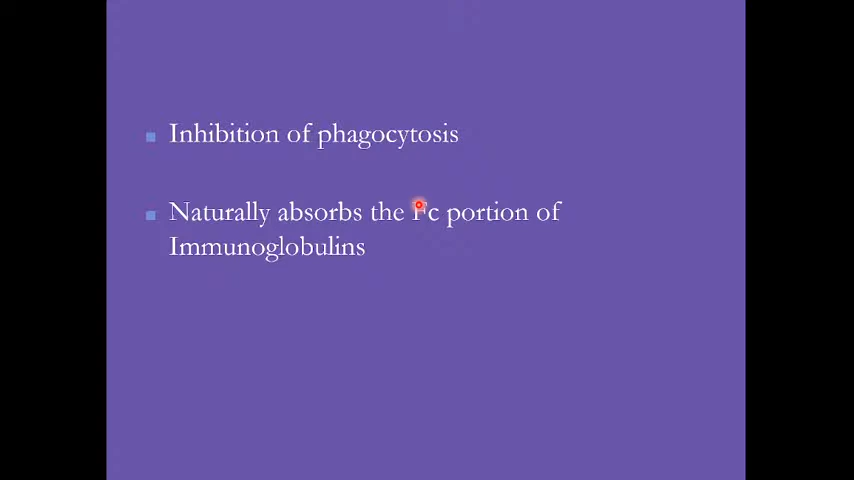 Inhibition of phagocytosis
Naturally absorbs the Fc portion of
Immunoglobulins